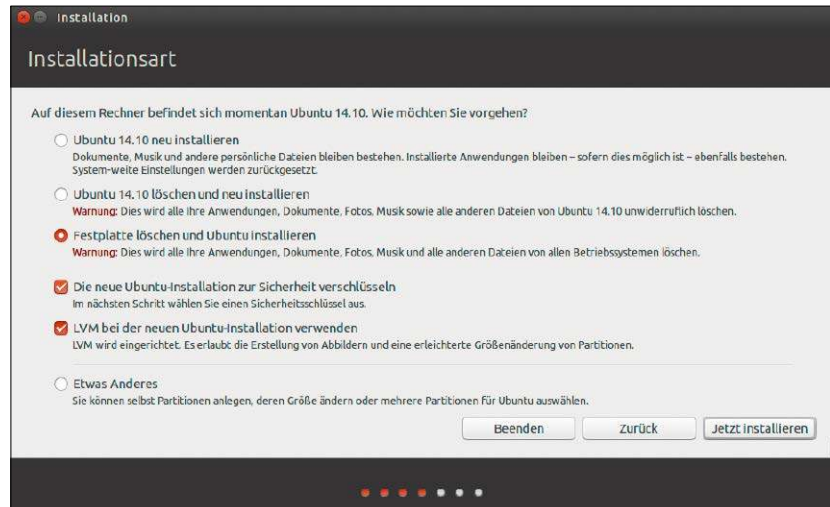 Installation
Installationsart
Auf diesem Rechner befindet sich momentan Ubuntu 14.10. Wie möchten Sie vorgehen?
Ubuntu 14.10 neu installieren
Dokumente, Musik und andere persönliche Dateien bleiben bestehen. Installierte Anwendungen bleiben – sofern dies möglich ist – ebenfalls bestehen.
System-weite Einstellungen werden zurückgesetzt.
Ubuntu 14.10 löschen und neu installieren
Warnung: Dies wird alle Ihre Anwendungen, Dokumente, Fotos, Musik sowie alle anderen Dateien von Ubuntu 14.10 unwiderruflich löschen.
Festplatte löschen und Ubuntu installieren
Warnung: Dies wird alle Ihre Anwendungen, Dokumente, Fotos, Musik und alle anderen Dateien von allen Betriebssystemen löschen.
Die neue Ubuntu-Installation zur Sicherheit verschlüsseln
Im nächsten Schritt wählen Sie einen Sicherheitsschlüssel aus.
LVM bei der neuen Ubuntu-Installation verwenden
LVM wird eingerichtet. Es erlaubt die Erstellung von Abbildern und eine erleichterte Größenänderung von Partitionen.
Etwas Anderes
Sie können selbst Partitionen anlegen, deren Größe ändern oder mehrere Partitionen für Ubuntu auswählen.
Beenden
Zurück
Jetzt installieren